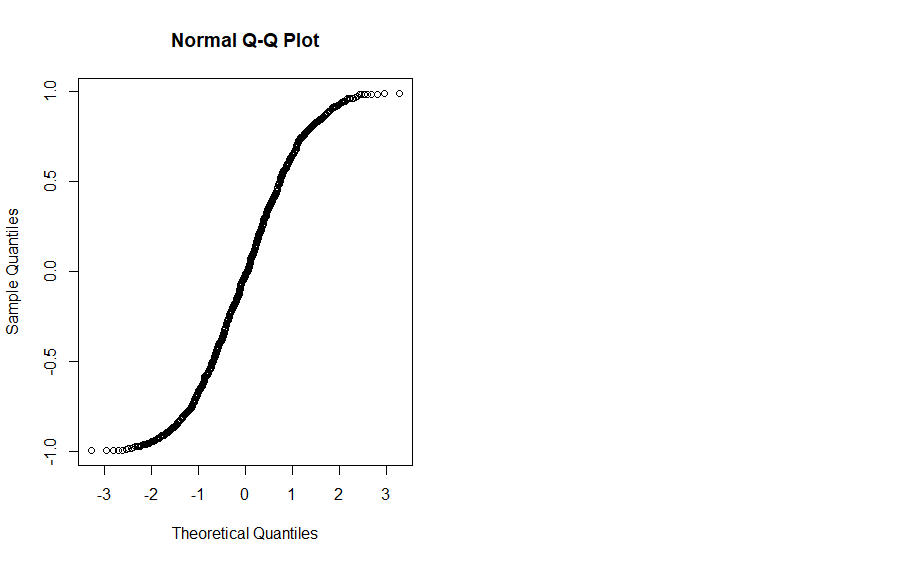 Normal Q-Q Plot
1.0
0.5
0.0
-0.5
-1.0
Sample Quantiles
-3 -2 -1 0 1 2 3
Theoretical Quantiles